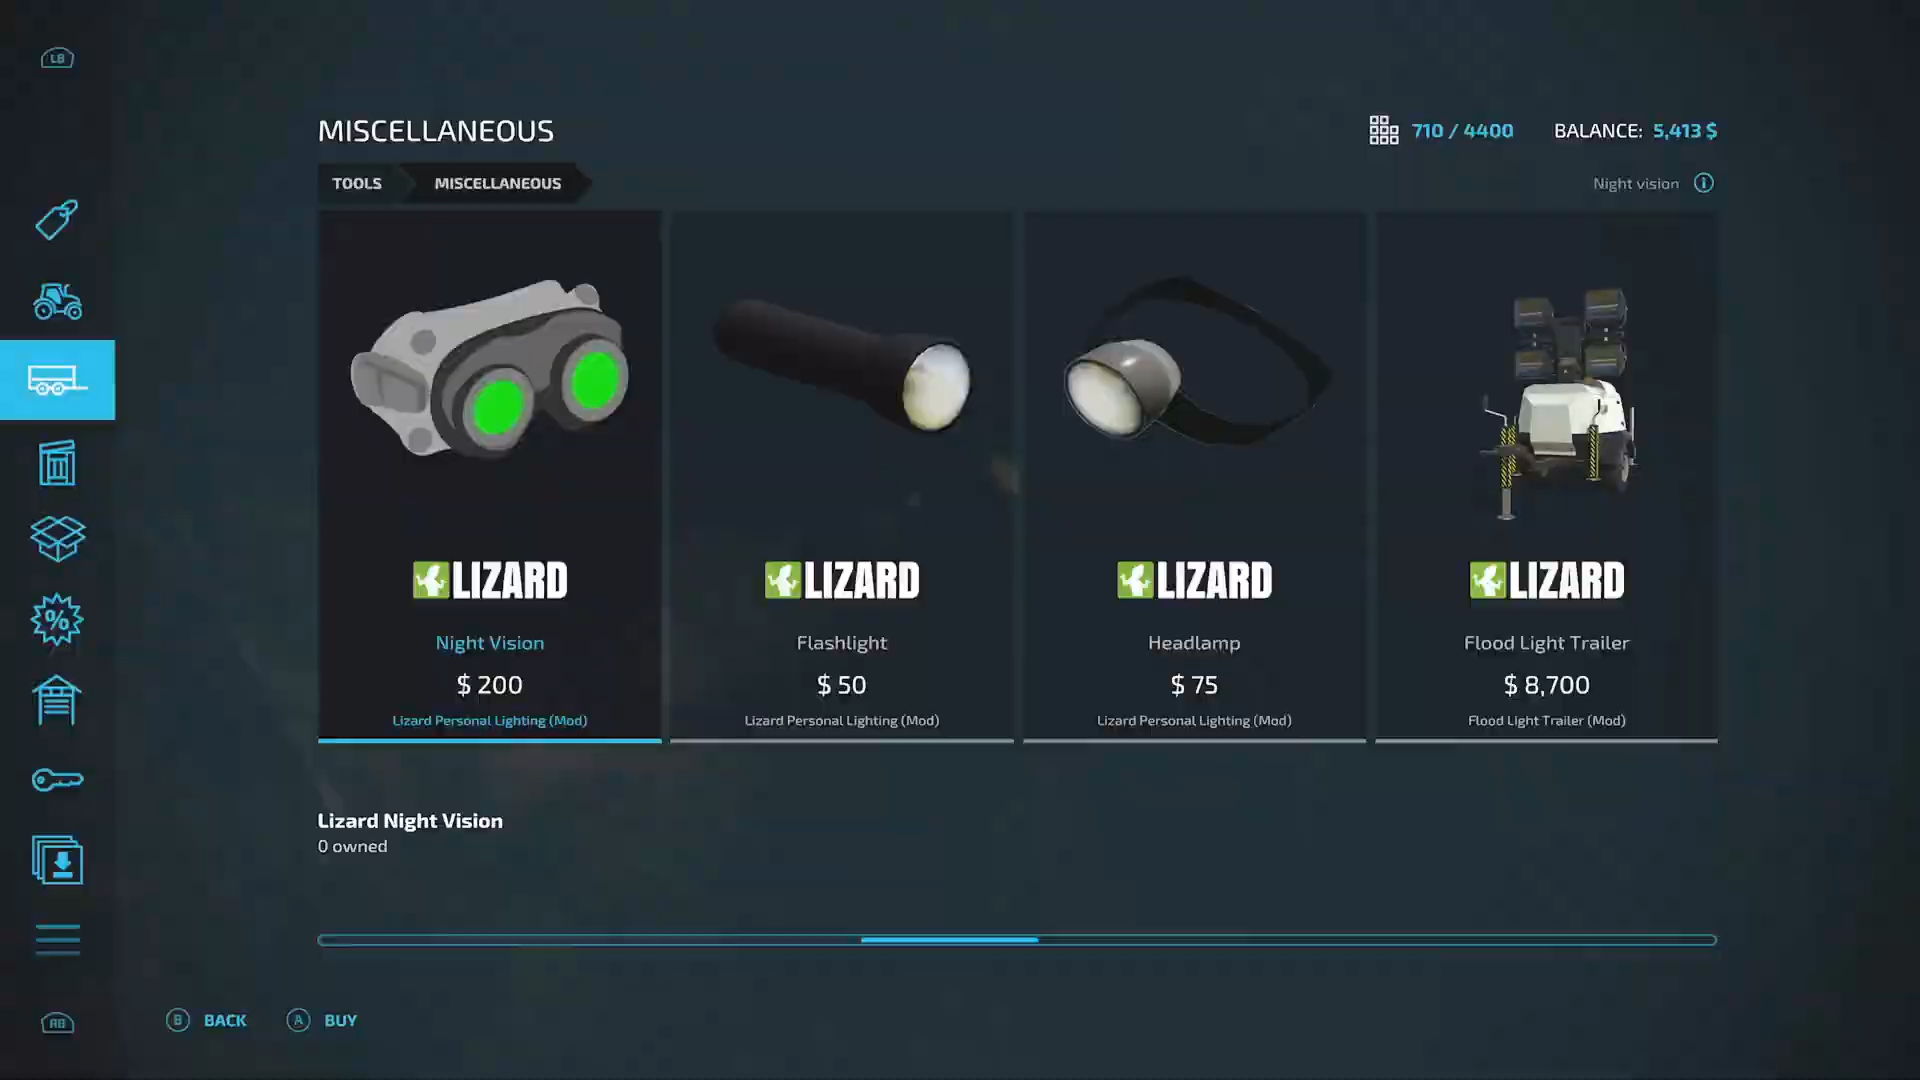 LB
MISCELLANEOUS
710 / 4400
BALANCE: 5,413 $
TOOLS
MISCELLANEOUS
Night vision
LIZARD
Night Vision
$ 200
Lizard Personal Lighting (Mod)
LIZARD
Flashlight
$ 50
Lizard Personal Lighting (Mod)
LIZARD
Headlamp
$ 75
Lizard Personal Lighting (Mod)
LIZARD
Flood Light Trailer
$ 8,700
Flood Light Trailer (Mod)
%
Lizard Night Vision
0 owned
RB
B BACK
A BUY